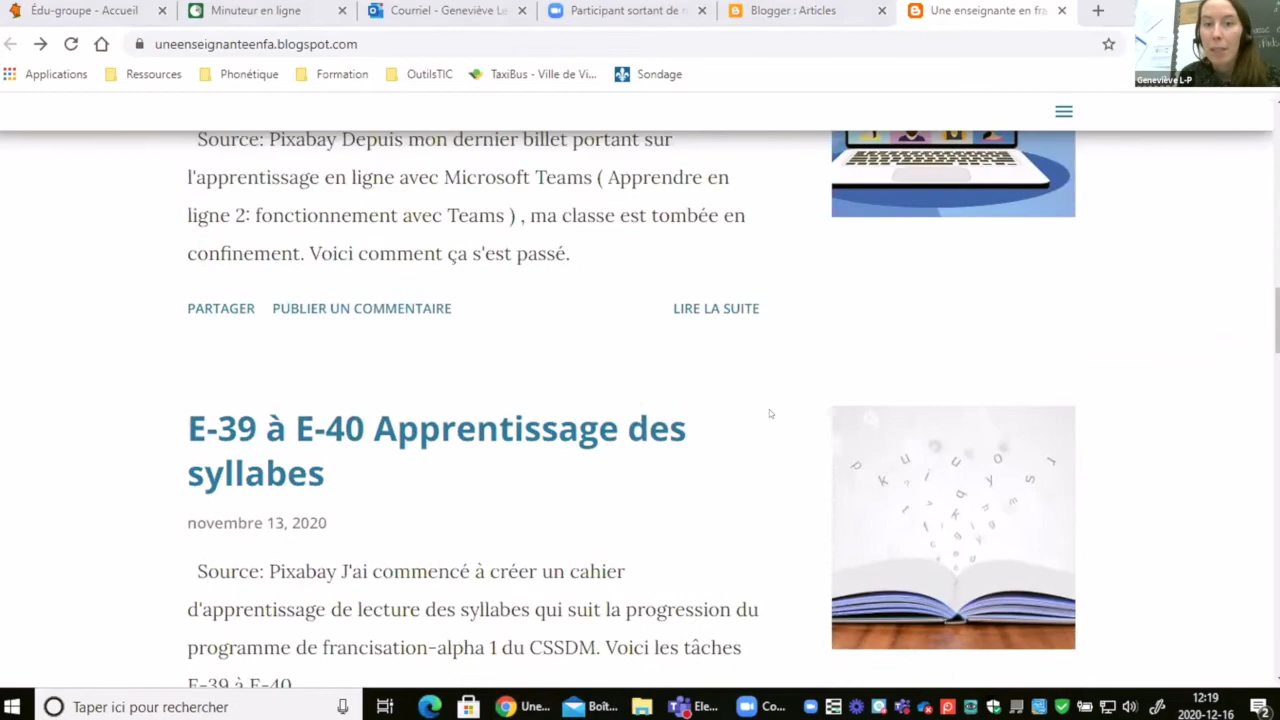 Édu-groupe - Accueil
Minuteur en ligne
Courriel - Geneviève Le
Participant sortant de
Blogger : Articles
Une enseignante en fra
uneenseignanteenfa.blogspot.com
Applications
Ressources
Phonétique
Formation
OutilsTIC
TaxiBus - Ville de Vi...
Sondage
Geneviève L-P
Source: Pixabay Depuis mon dernier billet portant sur
l'apprentissage en ligne avec Microsoft Teams ( Apprendre en
ligne 2: fonctionnement avec Teams ) , ma classe est tombée en
confinement. Voici comment ça s'est passé.
PARTAGER PUBLIER UN COMMENTAIRE LIRE LA SUITE
E-39 à E-40 Apprentissage des
syllabes
novembre 13, 2020
Source: Pixabay J'ai commencé à créer un cahier
d'apprentissage de lecture des syllabes qui suit la progression du
programme de francisation-alpha 1 du CSSDM. Voici les tâches
E-39 à E-40
Taper ici pour rechercher
Une...
Boît...
Ele...
Co...
12:19
2020-12-16